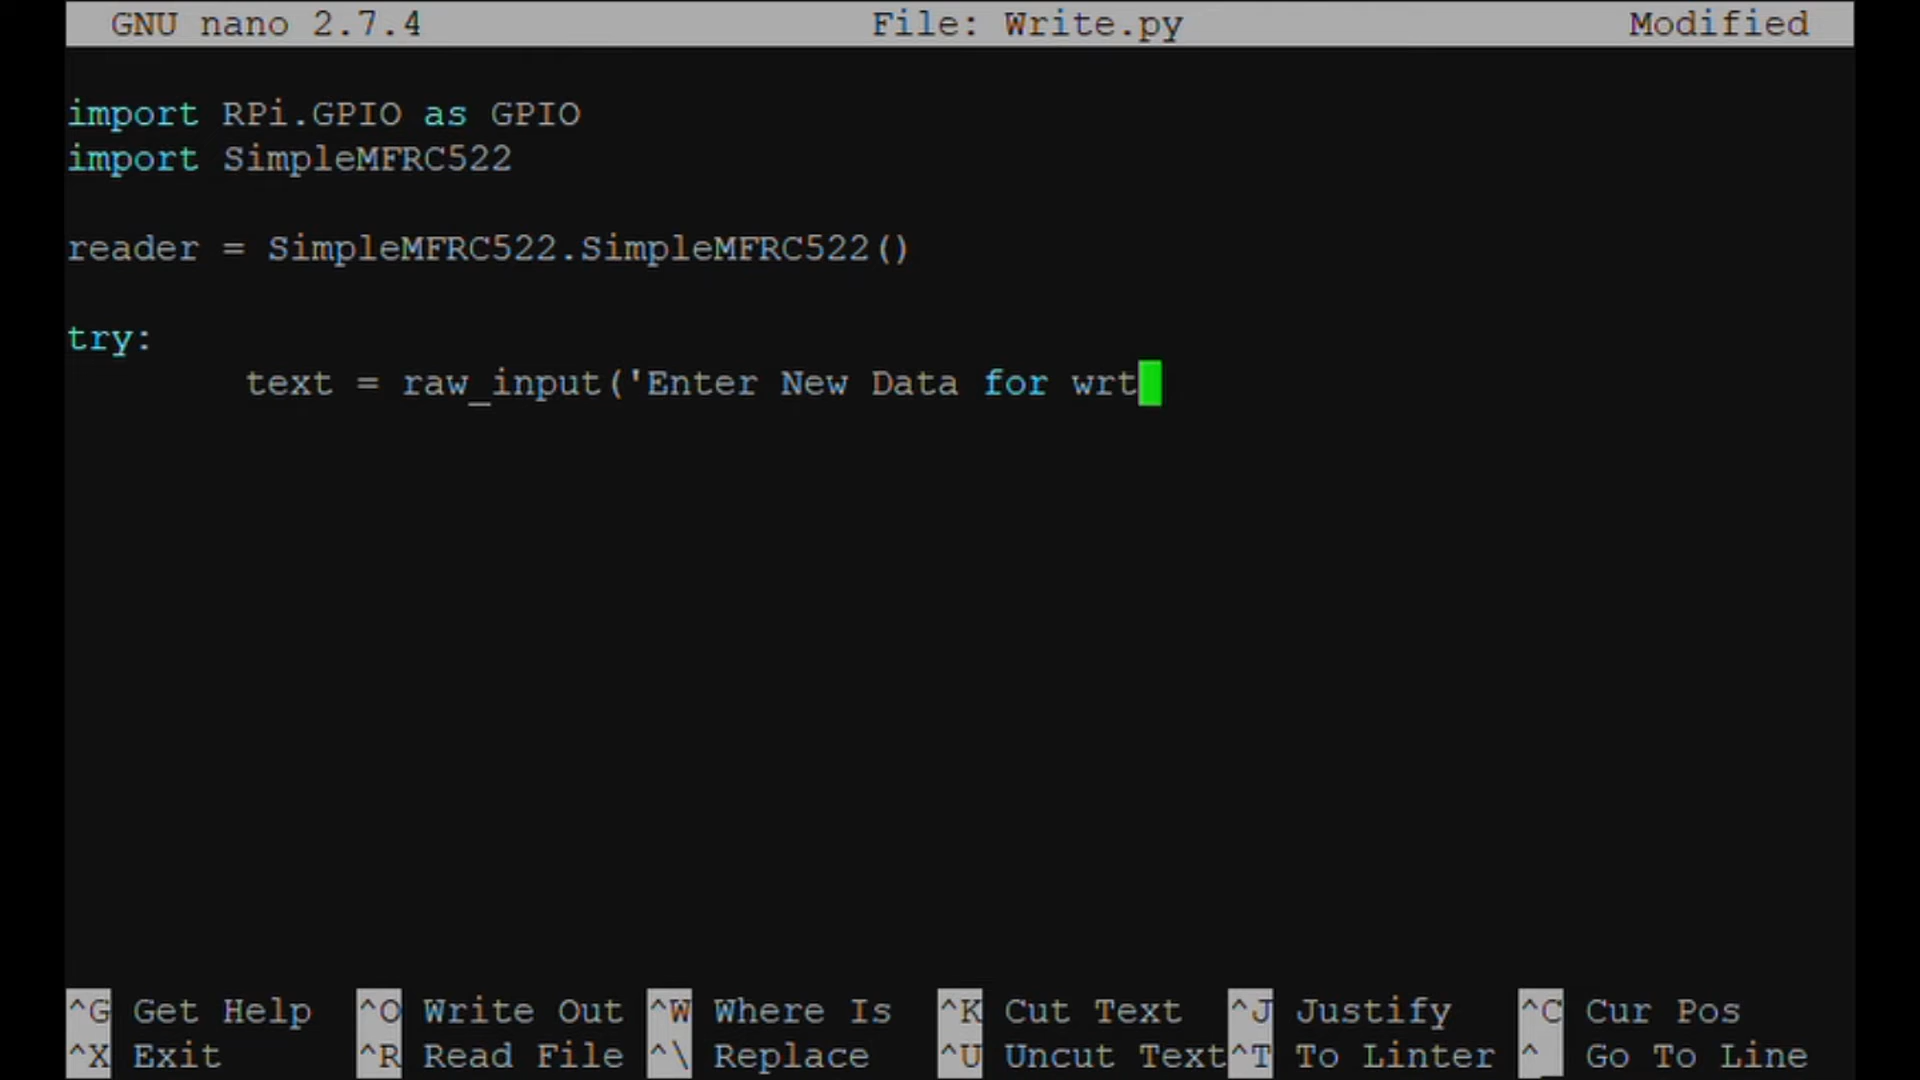 GNU nano 2.7.4 File: Write.py Modified
import RPi.GPIO as GPIO
import SimpleMFRC522
reader = SimpleMFRC522.SimpleMFRC522()
try:
text = raw_input('Enter New Data for wrt
^G Get Help ^O Write Out ^W Where Is ^K Cut Text ^J Justify ^C Cur Pos
^X Exit ^R Read File ^\ Replace ^U Uncut Text ^T To Linter ^_ Go To Line